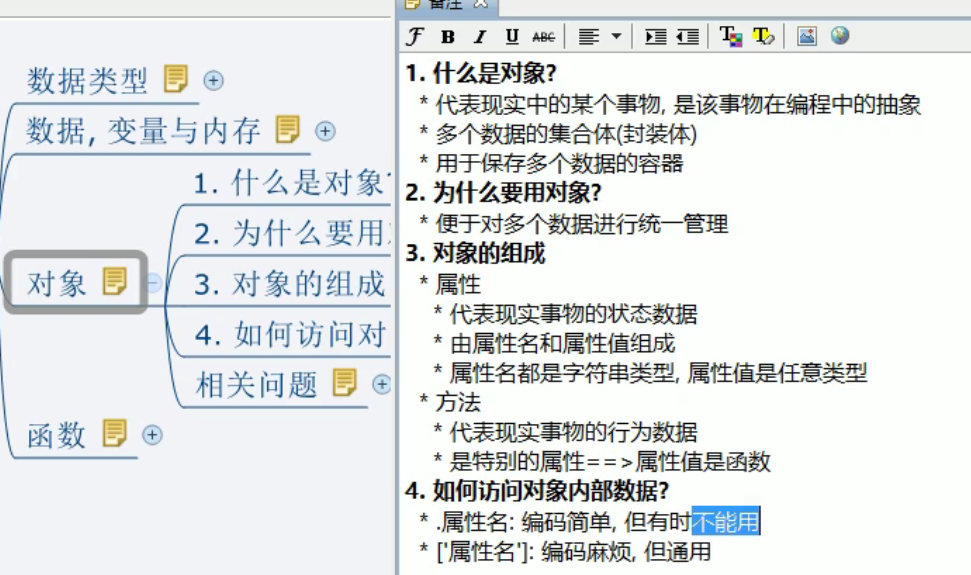 备注
数据类型
数据, 变量与内存
1. 什么是对象
2. 为什么要用
对象
3. 对象的组成
4. 如何访问对
相关问题
函数
F B I U ABC
T T
1. 什么是对象?
* 代表现实中的某个事物, 是该事物在编程中的抽象
* 多个数据的集合体(封装体)
* 用于保存多个数据的容器
2. 为什么要用对象?
* 便于对多个数据进行统一管理
3. 对象的组成
* 属性
* 代表现实事物的状态数据
* 由属性名和属性值组成
* 属性名都是字符串类型, 属性值是任意类型
* 方法
* 代表现实事物的行为数据
* 是特别的属性==>属性值是函数
4. 如何访问对象内部数据?
* .属性名: 编码简单, 但有时不能用
* ['属性名']: 编码麻烦, 但通用